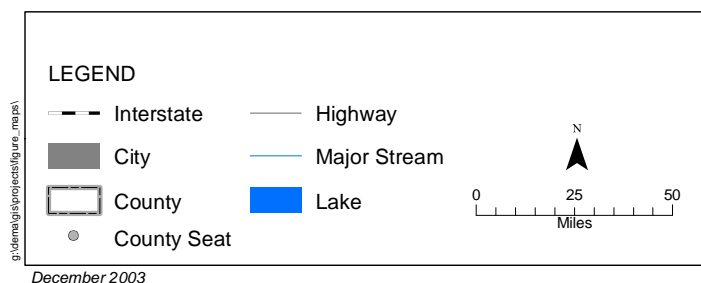 LEGEND
Interstate
Highway
City
Major Stream
County
Lake
County Seat
N
0 25 50
Miles
g:\dema\gis\projects\figure_maps\
December 2003